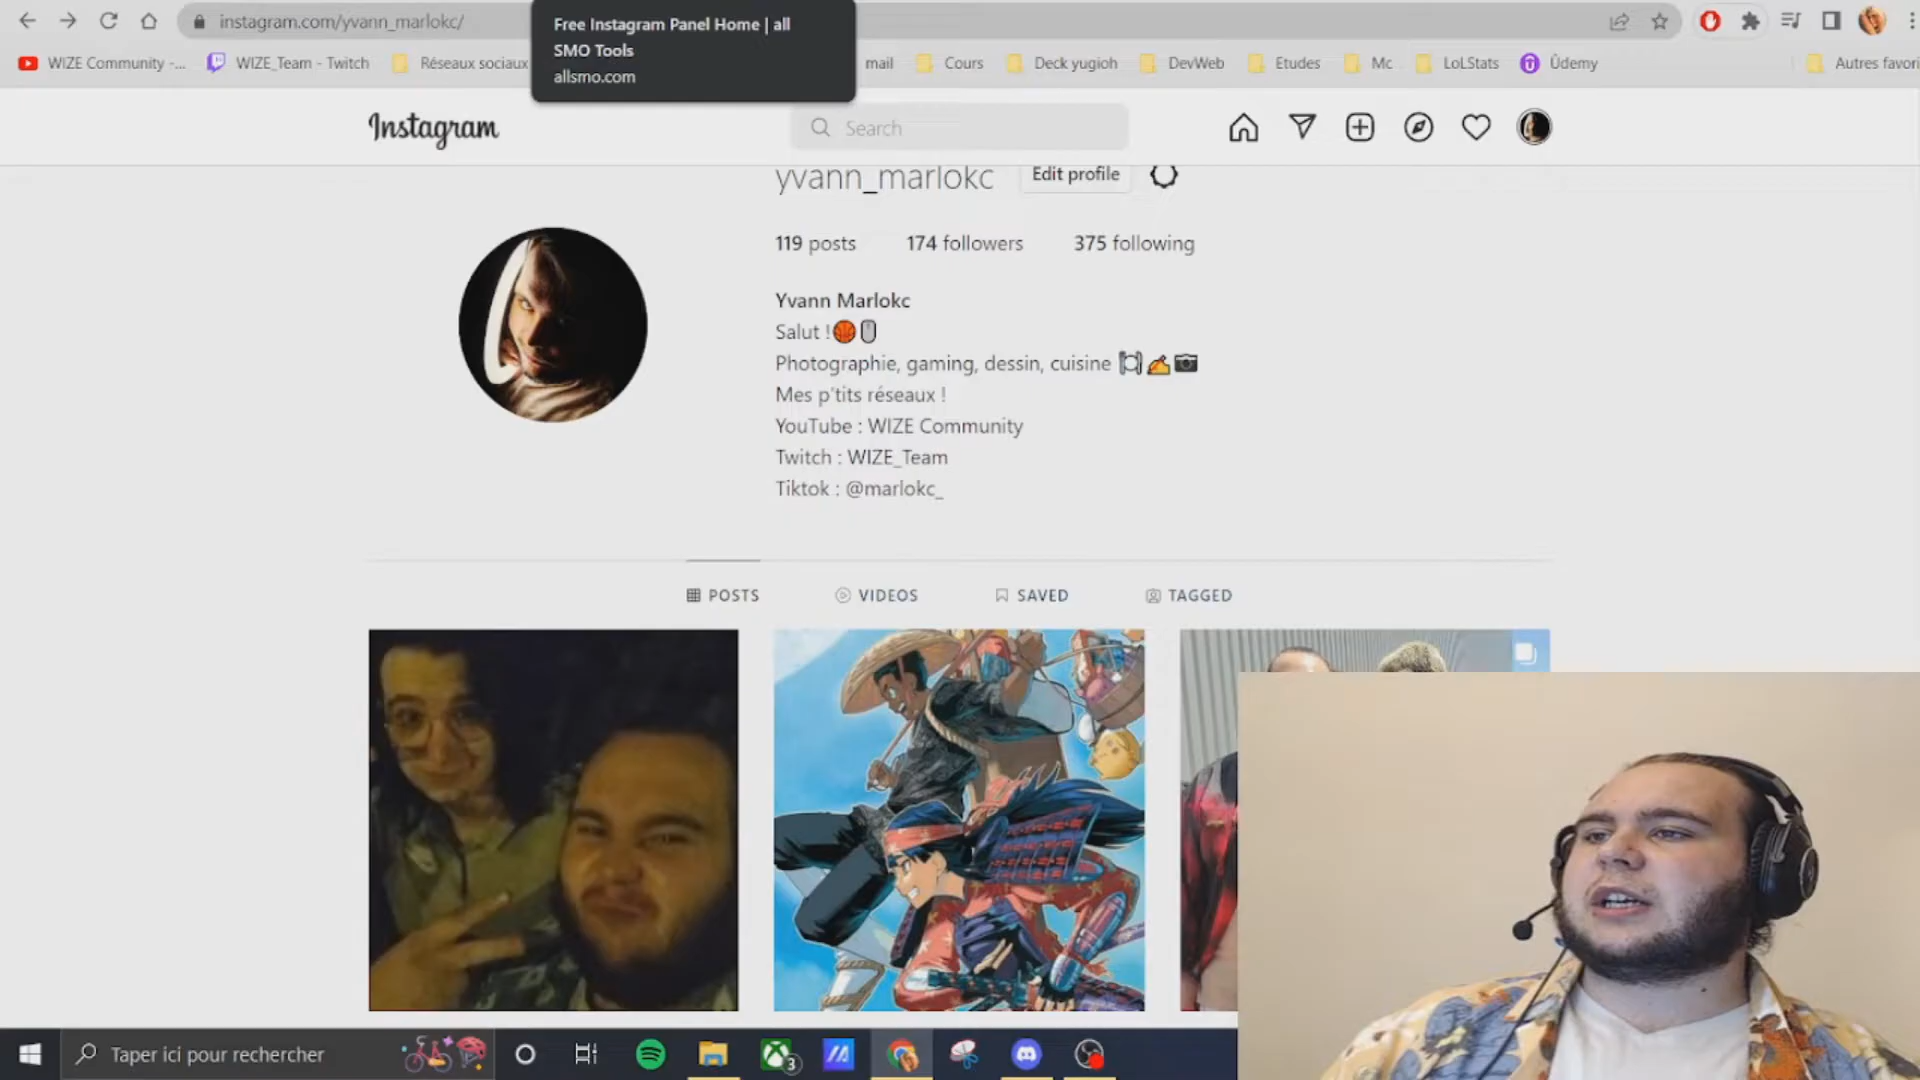 instagram.com/yvann_marlokc/
Free Instagram Panel Home | all
SMO Tools
allsmo.com
WIZE Community -...
WIZE_Team - Twitch
Réseaux sociaux
mail
Cours
Deck yugioh
DevWeb
Etudes
Mc
LoLStats
Ûdemy
Autres favori
Instagram
Search
yvann_marlokc
Edit profile
119 posts
174 followers
375 following
Yvann Marlokc
Salut !🏀🖱
Photographie, gaming, dessin, cuisine 🍽✍📷
Mes p'tits réseaux !
YouTube : WIZE Community
Twitch : WIZE_Team
Tiktok : @marlokc_
POSTS
VIDEOS
SAVED
TAGGED
Taper ici pour rechercher
3